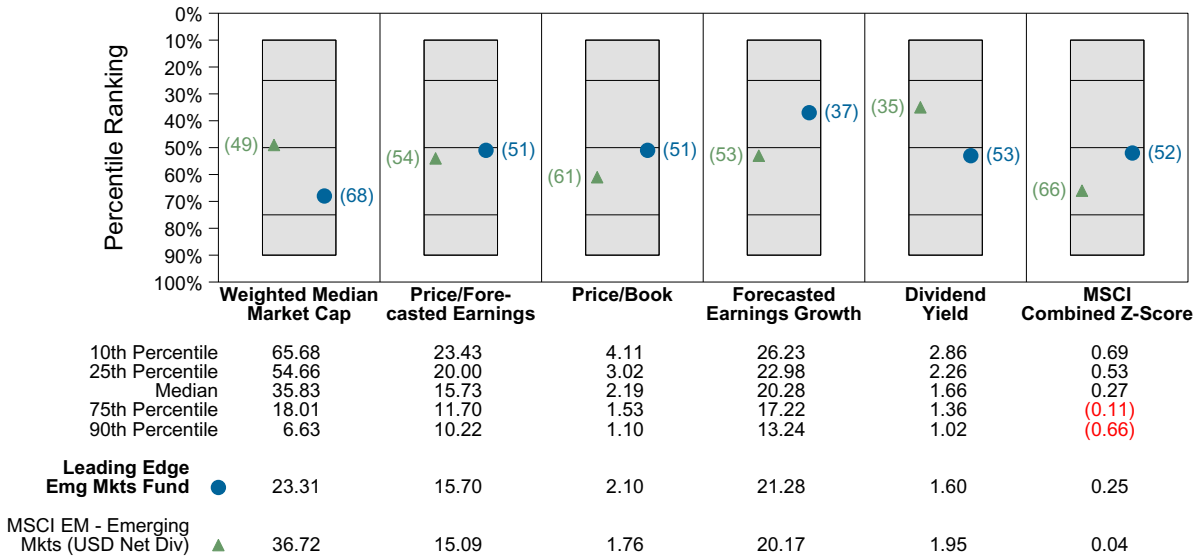 Percentile Ranking
0%
10%
20%
30%
40%
50%
60%
70%
80%
90%
100%
(49)
(68)
(54)
(51)
(61)
(51)
(53)
(37)
(35)
(53)
(66)
(52)
Weighted Median
Market Cap
Price/Fore-
casted Earnings
Price/Book
Forecasted
Earnings Growth
Dividend
Yield
MSCI
Combined Z-Score
10th Percentile 65.68 23.43 4.11 26.23 2.86 0.69
25th Percentile 54.66 20.00 3.02 22.98 2.26 0.53
Median 35.83 15.73 2.19 20.28 1.66 0.27
75th Percentile 18.01 11.70 1.53 17.22 1.36 (0.11)
90th Percentile 6.63 10.22 1.10 13.24 1.02 (0.66)
Leading Edge
Emg Mkts Fund 23.31 15.70 2.10 21.28 1.60 0.25
MSCI EM - Emerging
Mkts (USD Net Div) 36.72 15.09 1.76 20.17 1.95 0.04